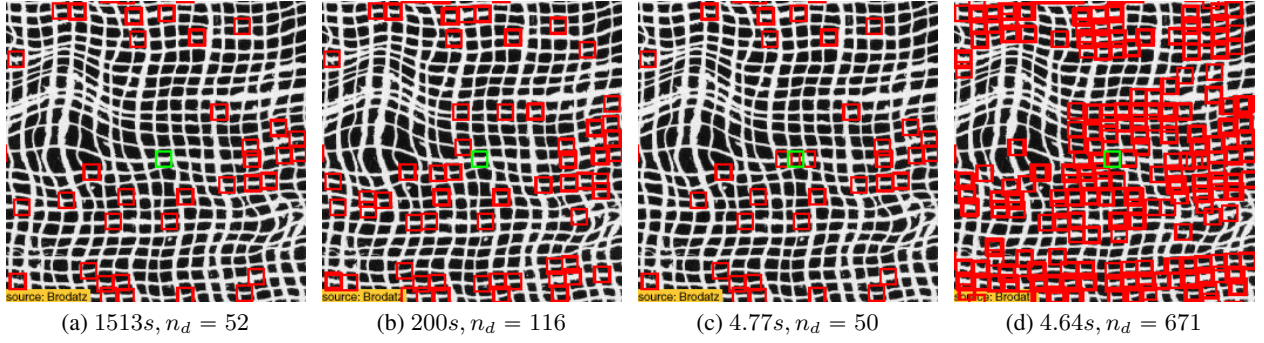 source: Brodatz
source: Brodatz
source: Brodatz
source: Brodatz
(a) 1513s, n_d = 52
(b) 200s, n_d = 116
(c) 4.77s, n_d = 50
(d) 4.64s, n_d = 671